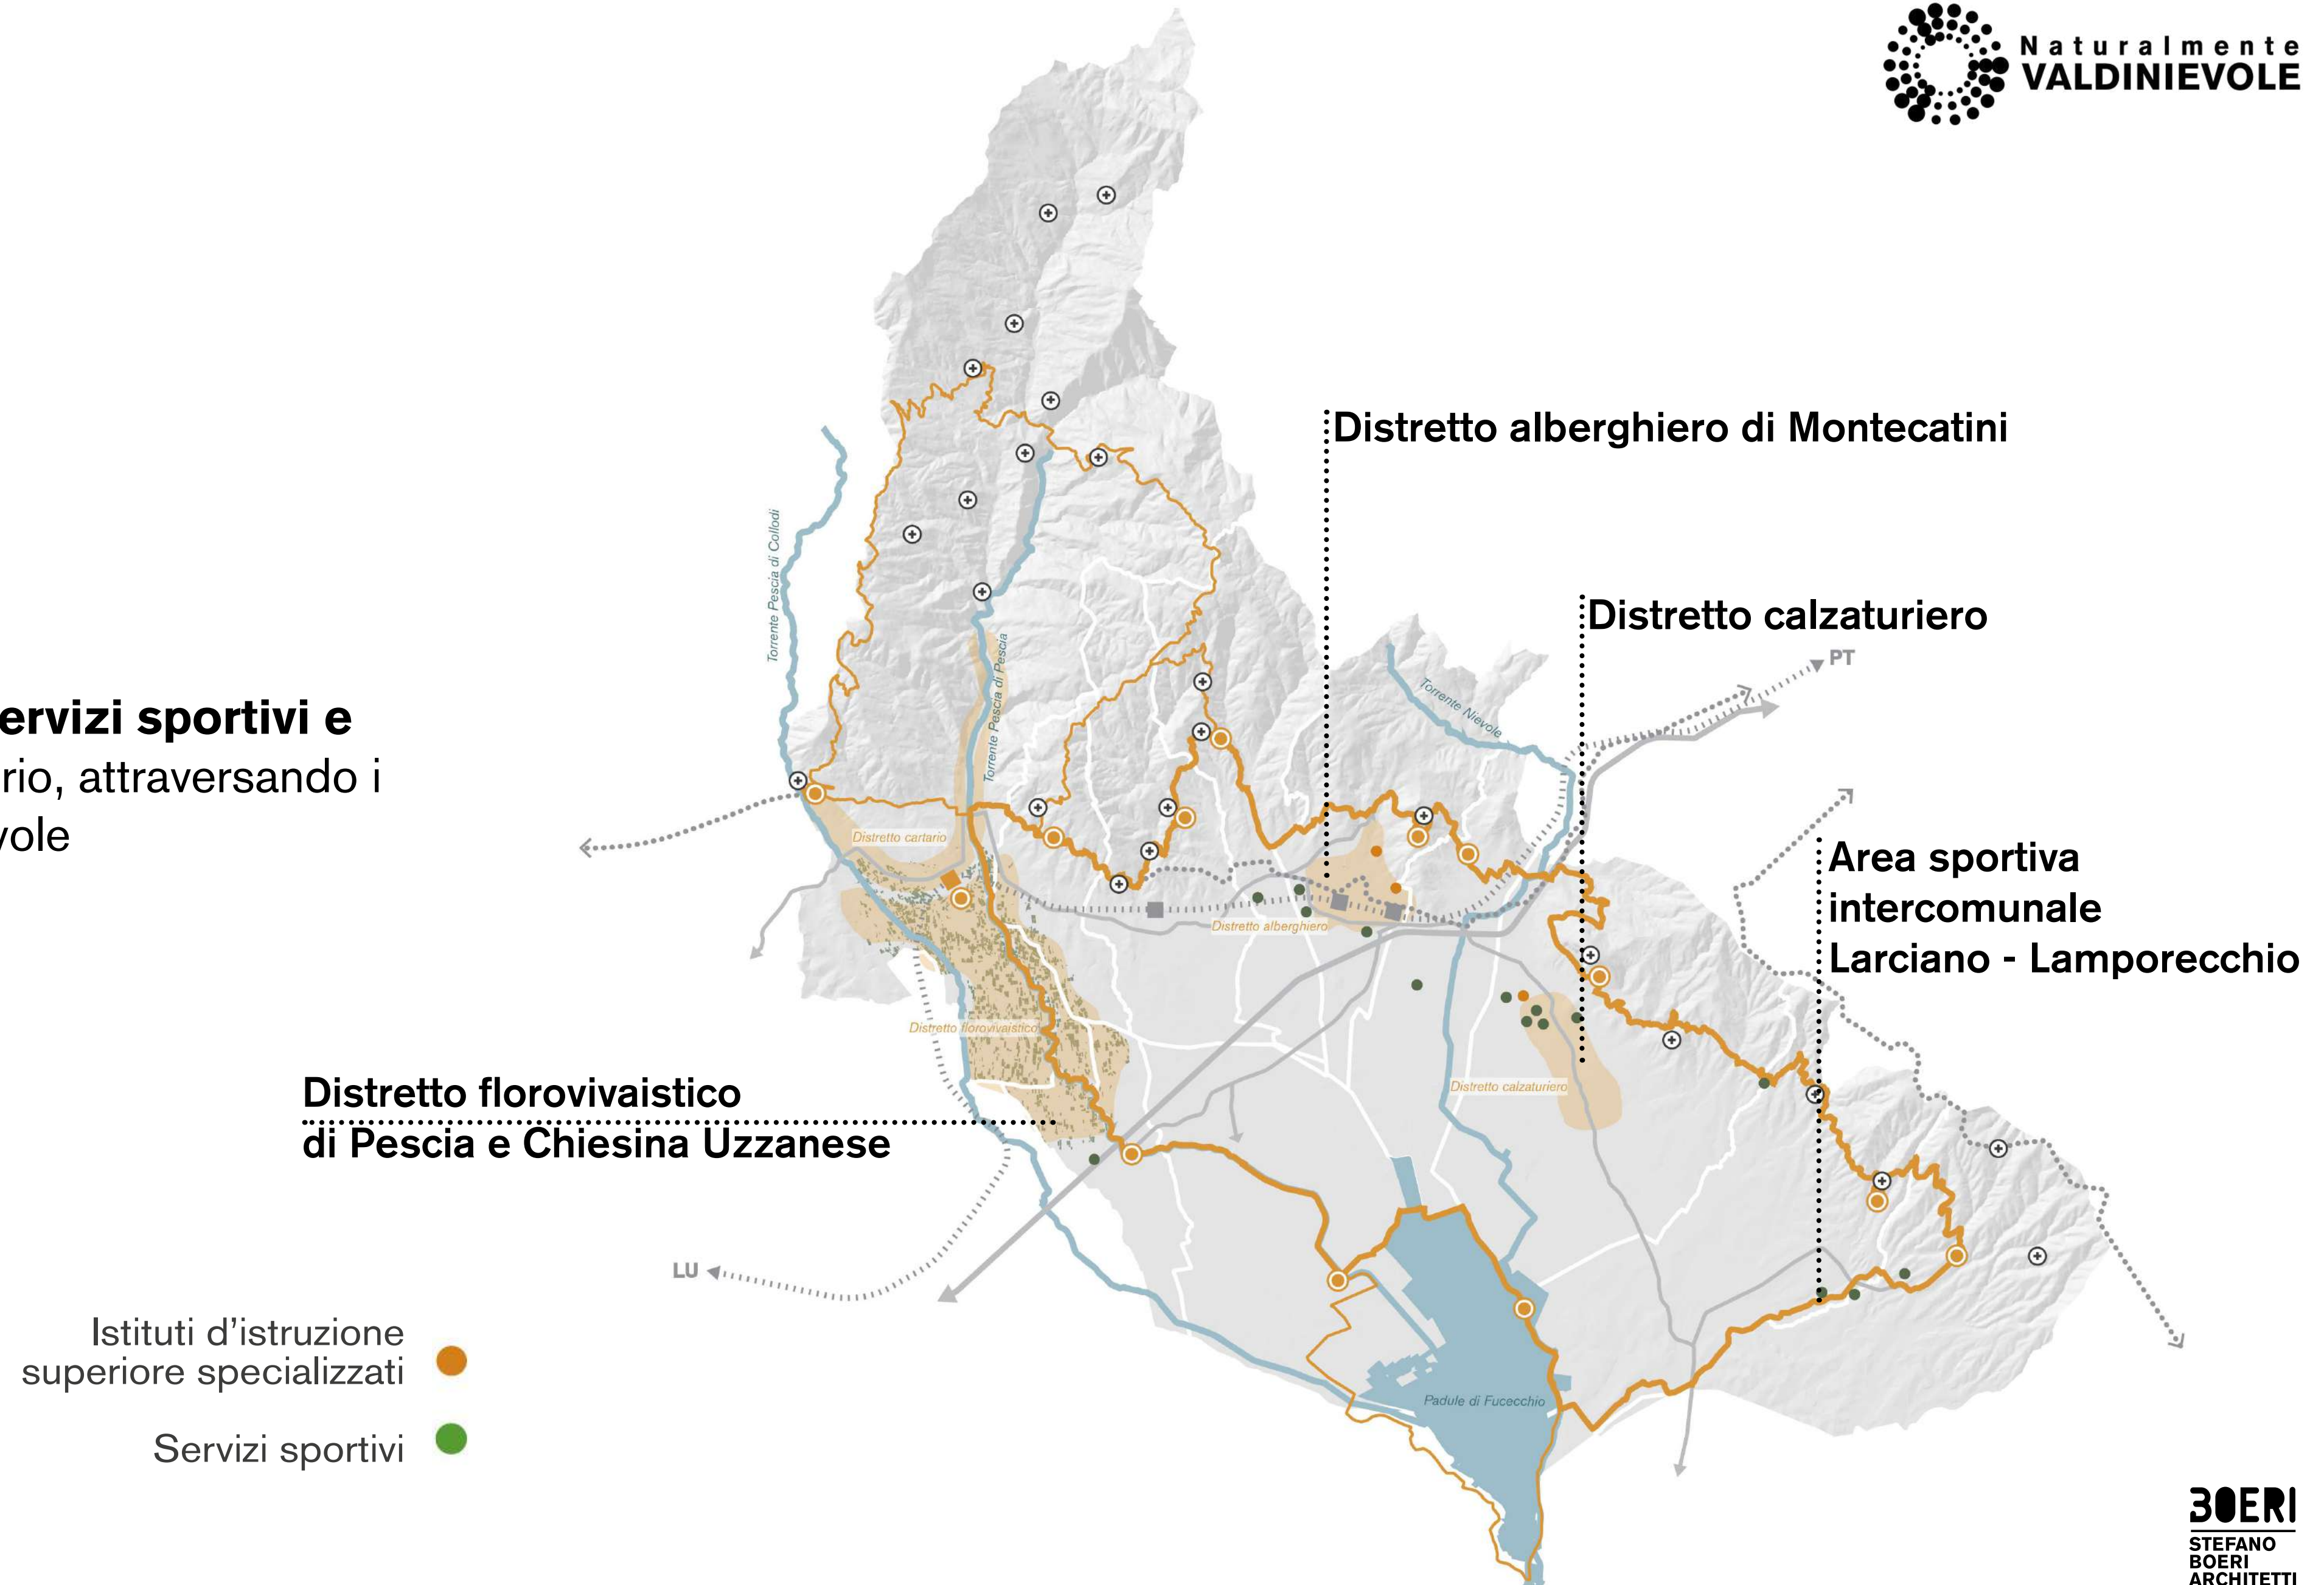 Naturalmente
VALDINIEVOLE
Distretto alberghiero di Montecatini
Distretto calzaturiero
PT
Torrente Pescia di Collodi
Torrente Pescia di Pescia
Torrente Nievole
ervizi sportivi e
rio, attraversando i
vole
Distretto cartario
Area sportiva
intercomunale
Larciano - Lamporecchio
Distretto alberghiero
Distretto florovivaistico
Distretto calzaturiero
Distretto florovivaistico
di Pescia e Chiesina Uzzanese
LU
Istituti d'istruzione
superiore specializzati
Servizi sportivi
Padule di Fucecchio
BOERI
STEFANO
BOERI
ARCHITETTI